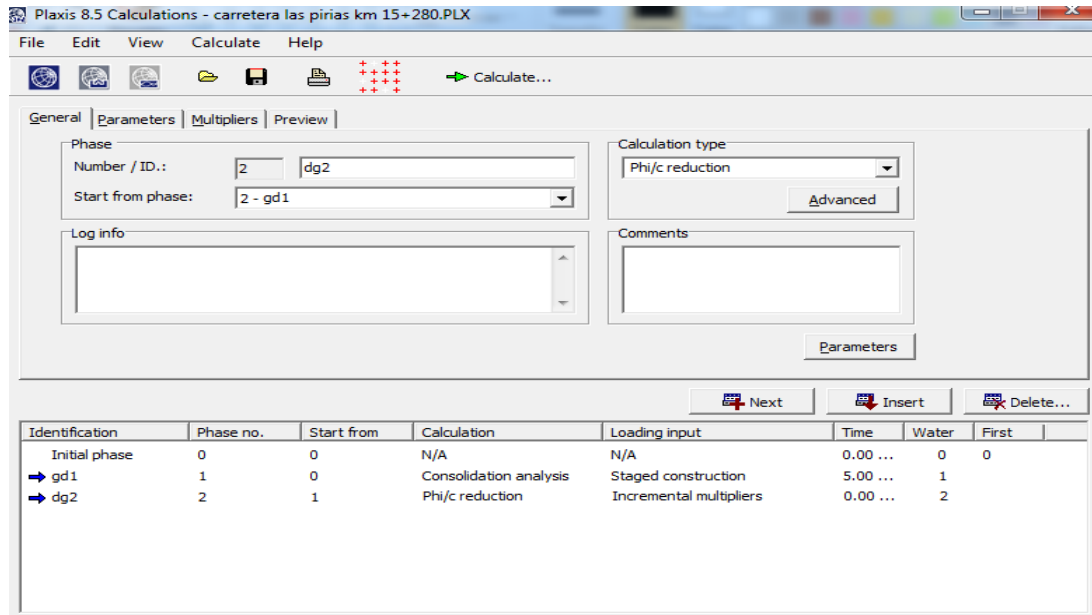 Plaxis 8.5 Calculations - carretera las pirias km 15+280.PLX
File Edit View Calculate Help
Calculate...
General Parameters Multipliers Preview
Phase
Number / ID.: 2 dg2
Start from phase: 2 - gd1
Calculation type
Phi/c reduction
Advanced
Log info
Comments
Parameters
Next Insert Delete...
Identification Phase no. Start from Calculation Loading input Time Water First
Initial phase 0 0 N/A N/A 0.00 ... 0 0
gd1 1 0 Consolidation analysis Staged construction 5.00 ... 1
dg2 2 1 Phi/c reduction Incremental multipliers 0.00 ... 2